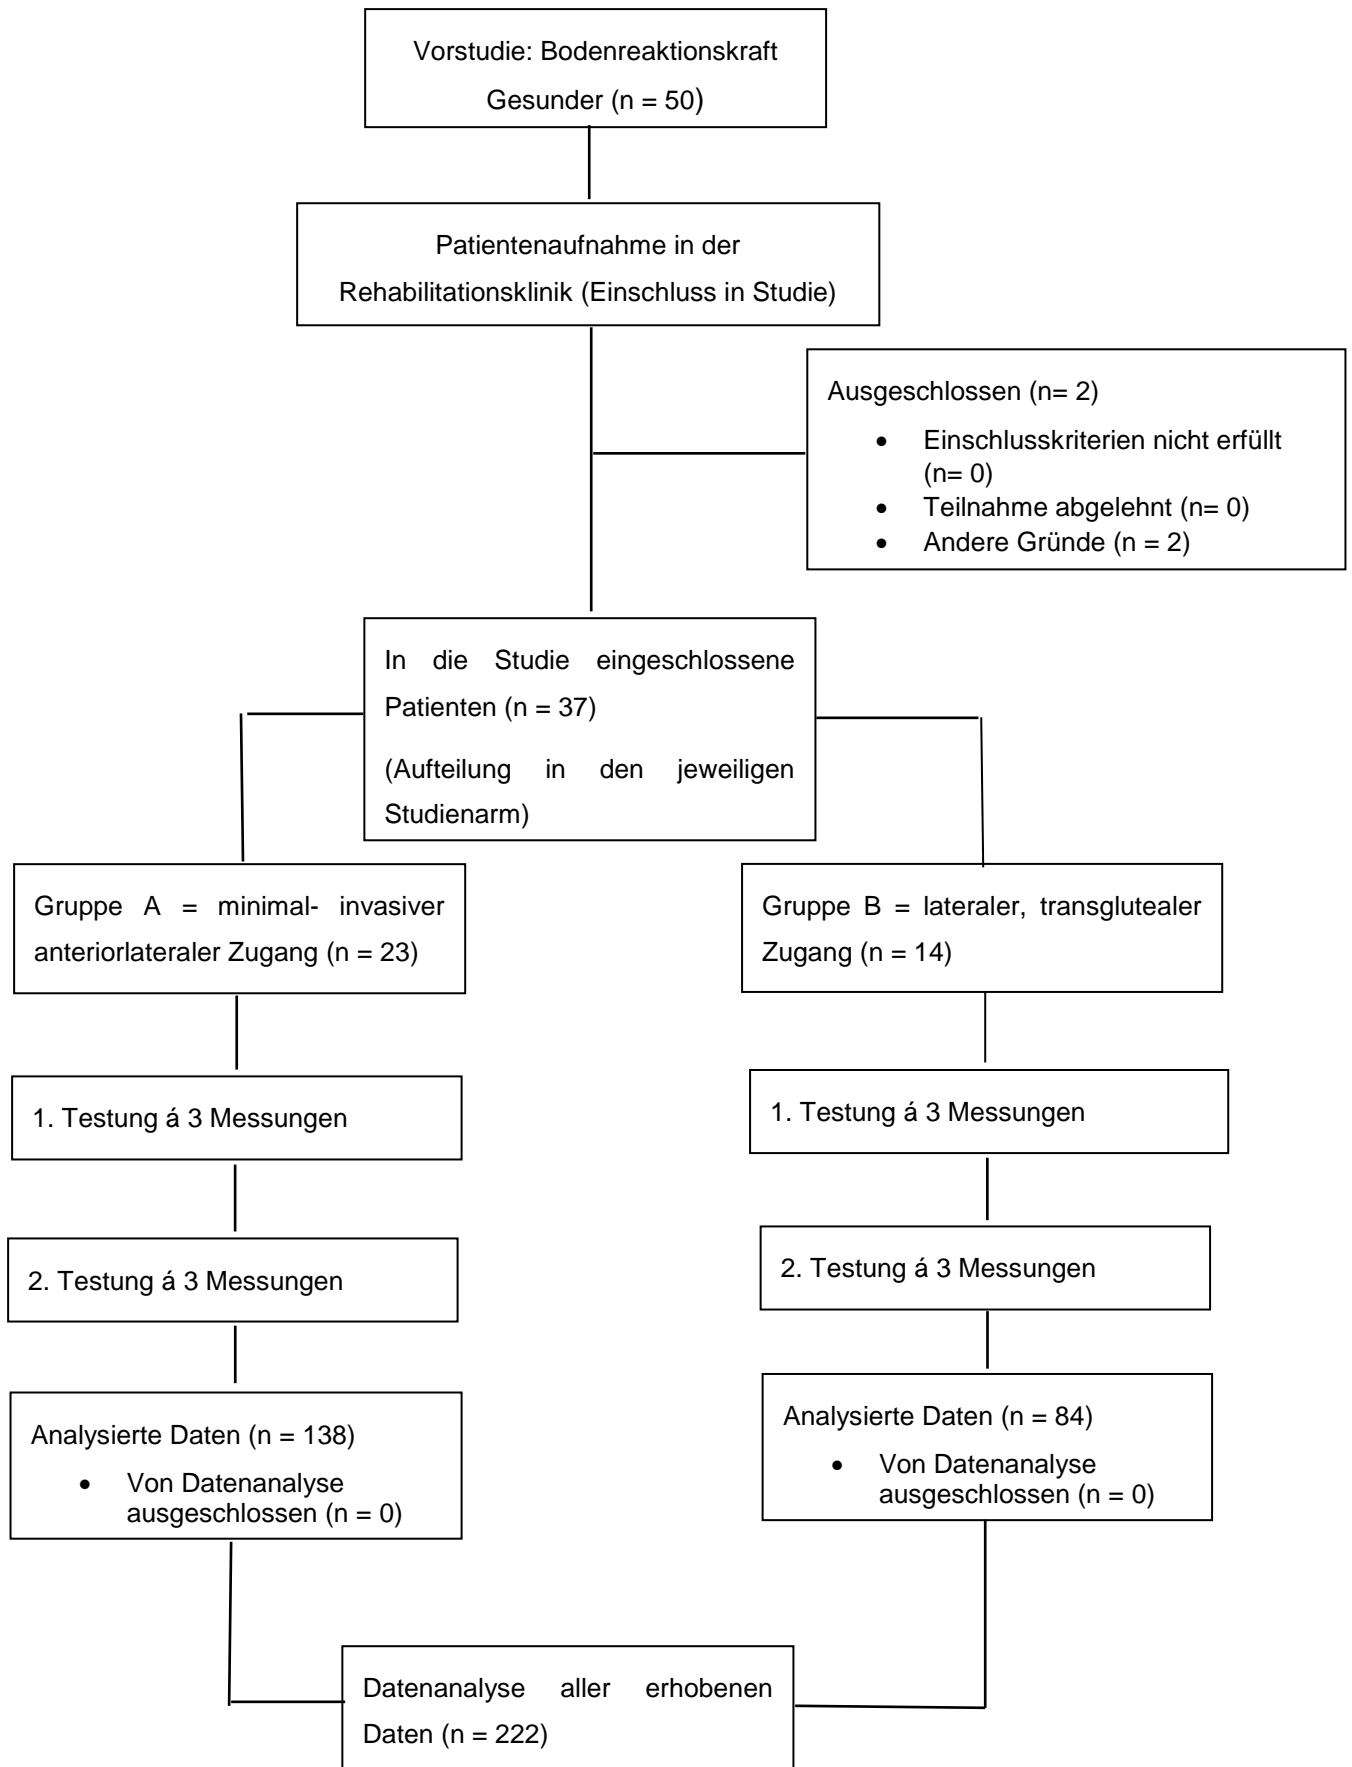 Vorstudie: Bodenreaktionskraft
Gesunder (n = 50)
Patientenaufnahme in der
Rehabilitationsklinik (Einschluss in Studie)
Ausgeschlossen (n= 2)
• Einschlusskriterien nicht erfüllt
(n= 0)
• Teilnahme abgelehnt (n= 0)
• Andere Gründe (n = 2)
In die Studie eingeschlossene
Patienten (n = 37)
(Aufteilung in den jeweiligen
Studienarm)
Gruppe A = minimal- invasiver
anteriorlateraler Zugang (n = 23)
Gruppe B = lateraler, transglutealer
Zugang (n = 14)
1. Testung á 3 Messungen
1. Testung á 3 Messungen
2. Testung á 3 Messungen
2. Testung á 3 Messungen
Analysierte Daten (n = 138)
• Von Datenanalyse
ausgeschlossen (n = 0)
Analysierte Daten (n = 84)
• Von Datenanalyse
ausgeschlossen (n = 0)
Datenanalyse aller erhobenen
Daten (n = 222)